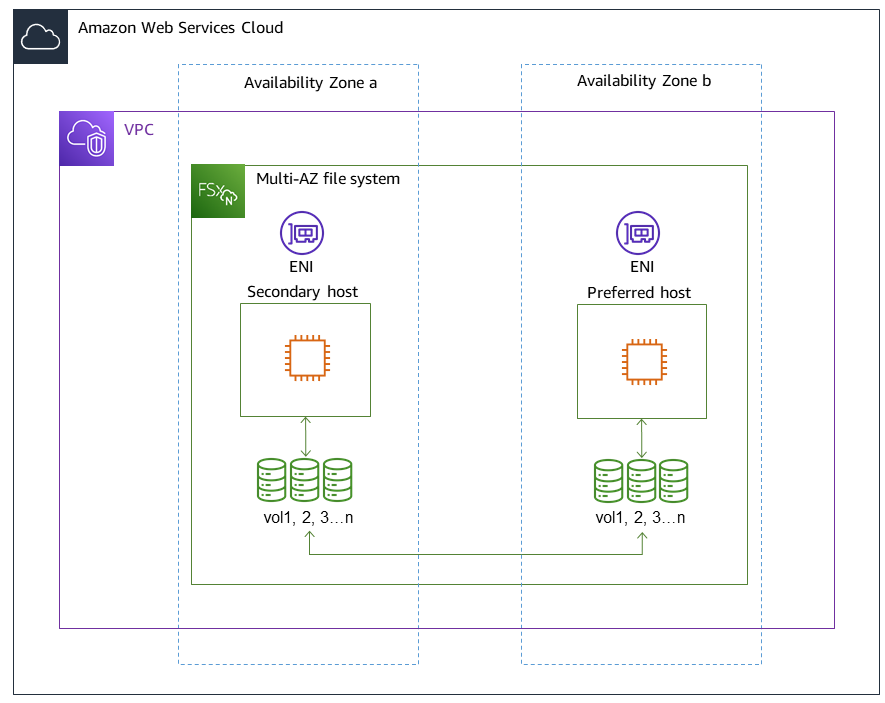 Amazon Web Services Cloud
Availability Zone a
Availability Zone b
VPC
FSx
N
Multi-AZ file system
ENI
ENI
Secondary host
Preferred host
vol1, 2, 3...n
vol1, 2, 3...n